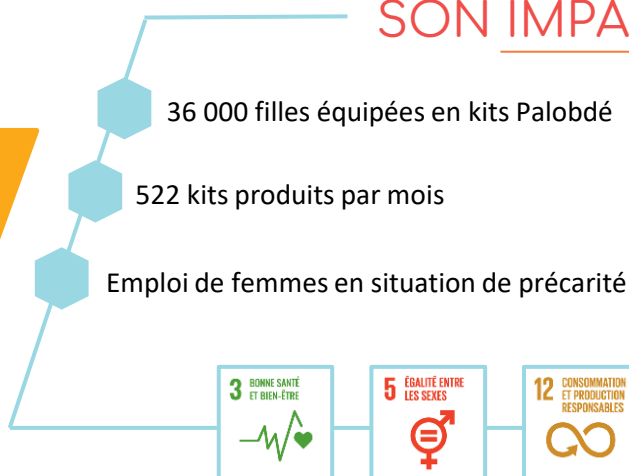 SON IMPA
36 000 filles équipées en kits Palobdé
522 kits produits par mois
Emploi de femmes en situation de précarité
3 BONNE SANTÉ
ET BIEN-ÊTRE
5 ÉGALITÉ ENTRE
LES SEXES
12 CONSOMMATION
ET PRODUCTION
RESPONSABLES